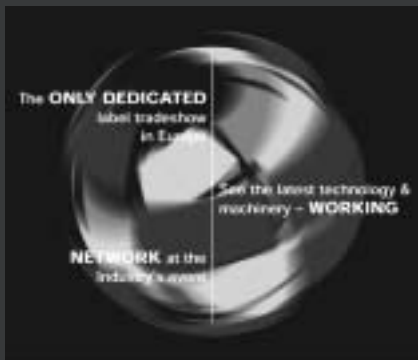 The ONLY DEDICATED
label tradeshow
in Europe
See the latest technology &
machinery – WORKING
NETWORK at the
Industry's event